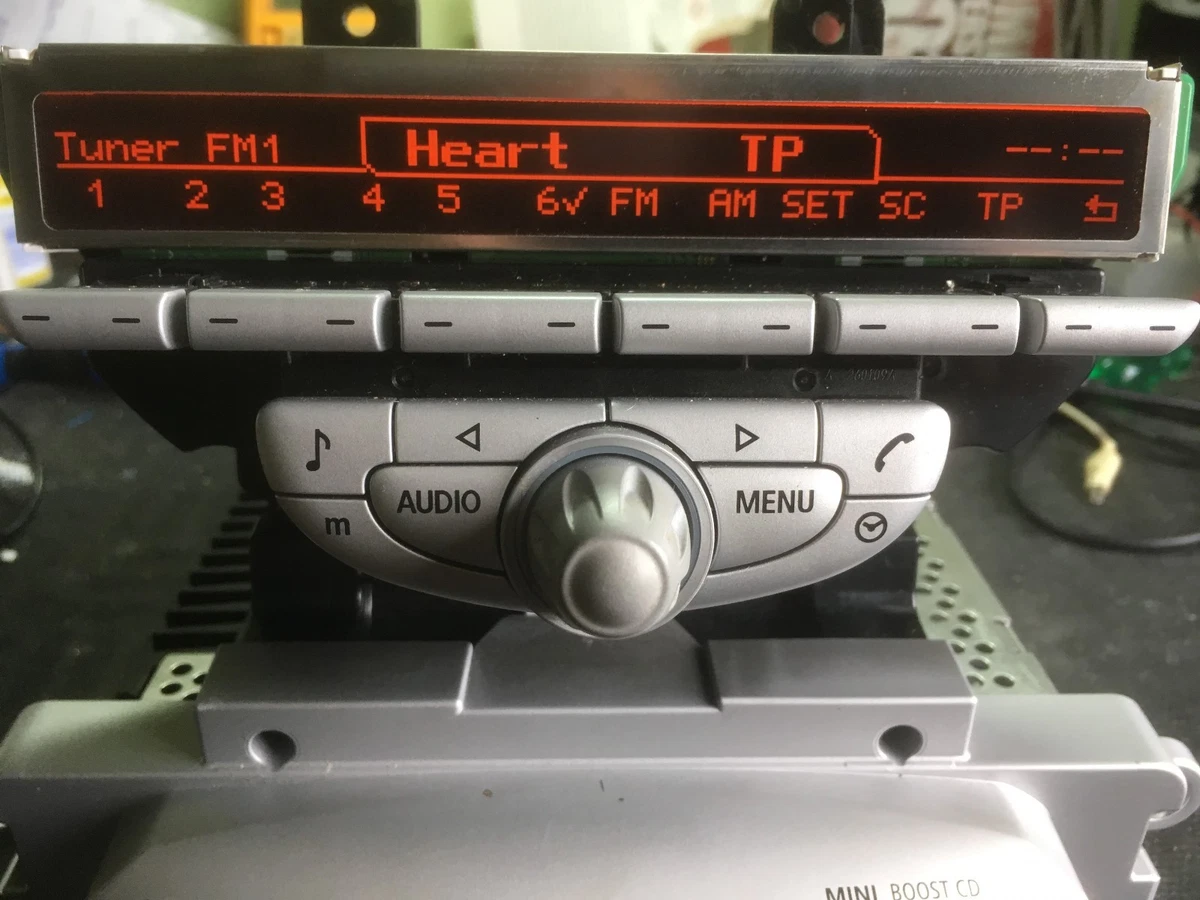 Tuner FM1 Heart TP --:--
1 2 3 4 5 6√ FM AM SET SC TP
AUDIO MENU
m
MINI BOOST CD